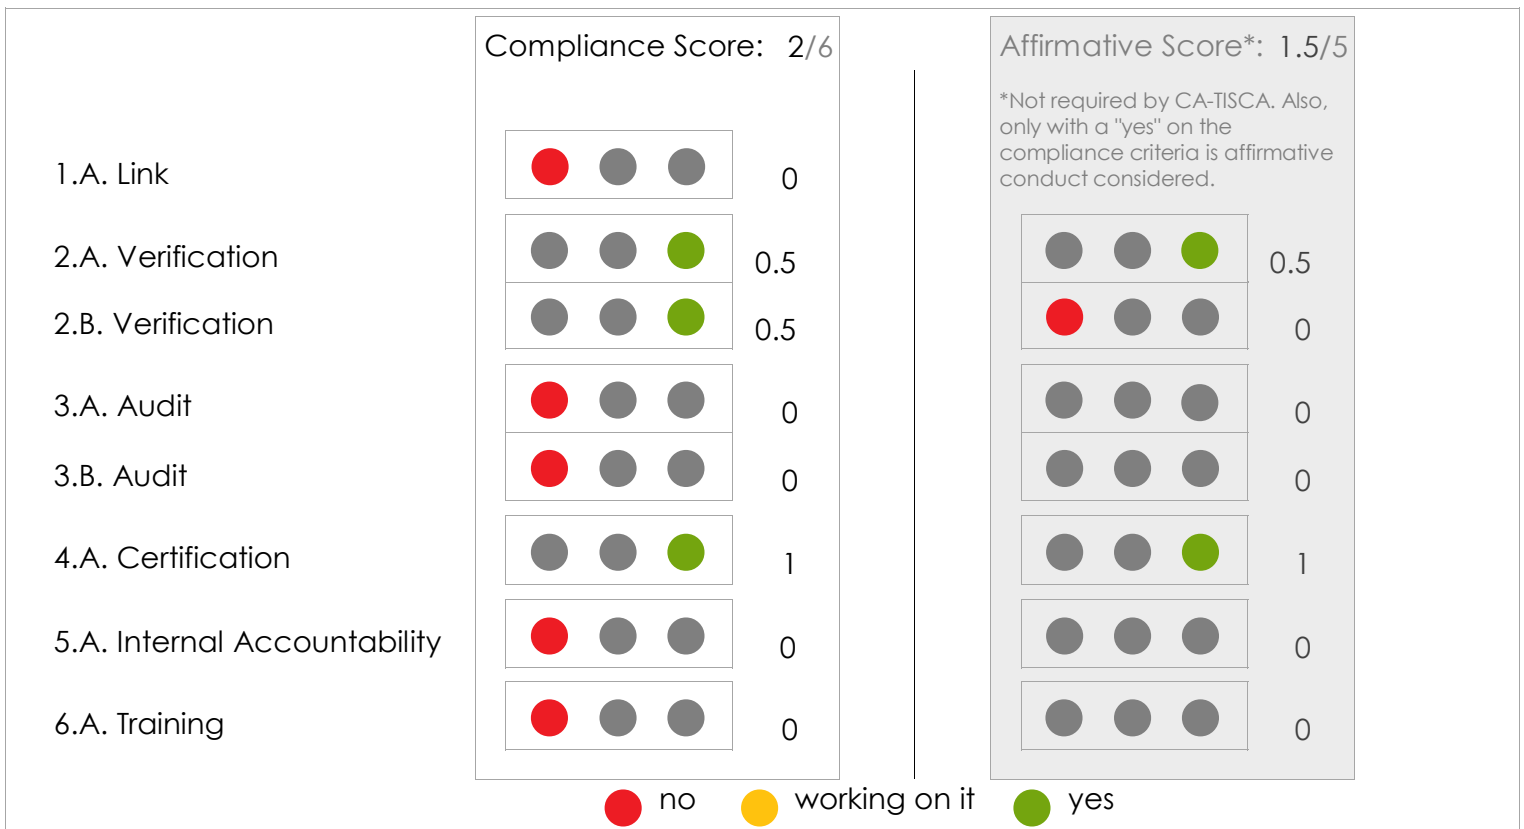 Compliance Score: 2/6
Affirmative Score*: 1.5/5
*Not required by CA-TISCA. Also,
only with a "yes" on the
compliance criteria is affirmative
conduct considered.
1.A. Link 0
2.A. Verification 0.5 0.5
2.B. Verification 0.5 0
3.A. Audit 0 0
3.B. Audit 0 0
4.A. Certification 1 1
5.A. Internal Accountability 0 0
6.A. Training 0 0
no working on it yes